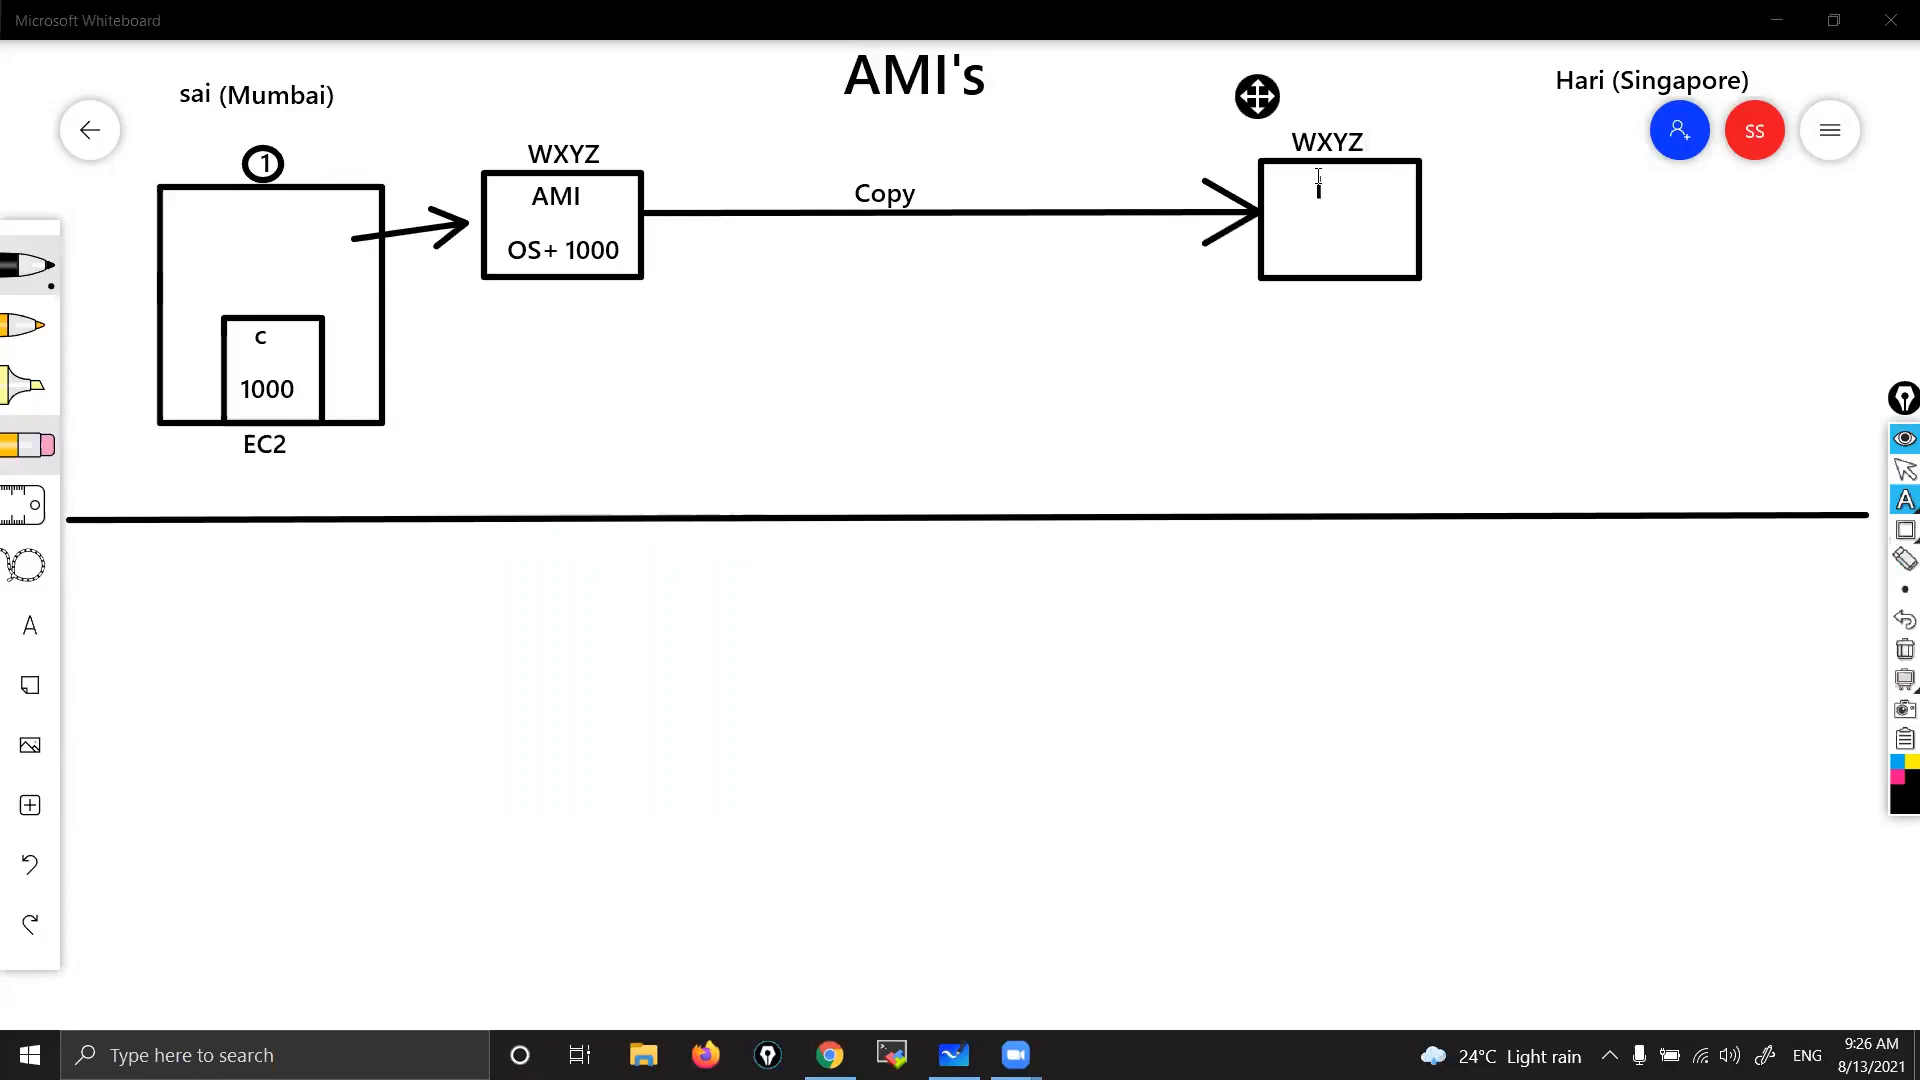 Microsoft Whiteboard
AMI's
sai (Mumbai)
Hari (Singapore)
SS
1
WXYZ
WXYZ
AMI
Copy
OS+ 1000
c
1000
EC2
A
A
Type here to search
24°C Light rain
ENG
9:26 AM
8/13/2021